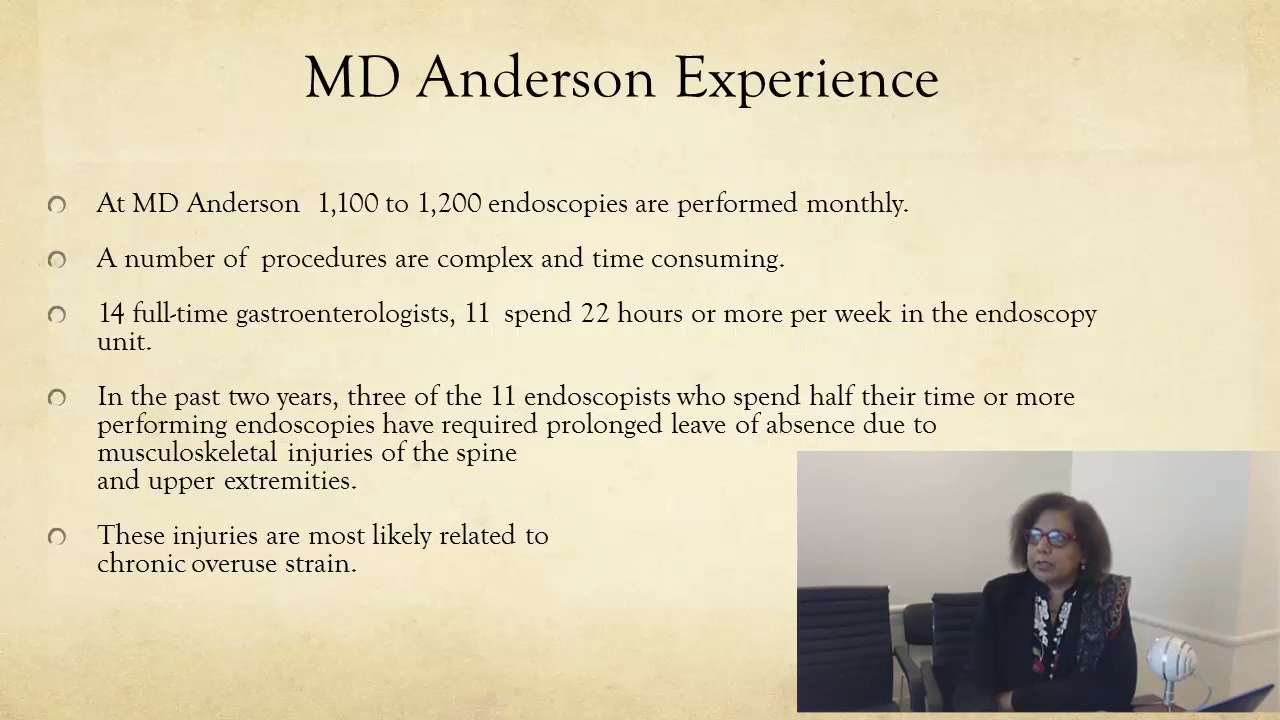 MD Anderson Experience
At MD Anderson 1,100 to 1,200 endoscopies are performed monthly.
A number of procedures are complex and time consuming.
14 full-time gastroenterologists, 11 spend 22 hours or more per week in the endoscopy
unit.
In the past two years, three of the 11 endoscopists who spend half their time or more
performing endoscopies have required prolonged leave of absence due to
musculoskeletal injuries of the spine
and upper extremities.
These injuries are most likely related to
chronic overuse strain.